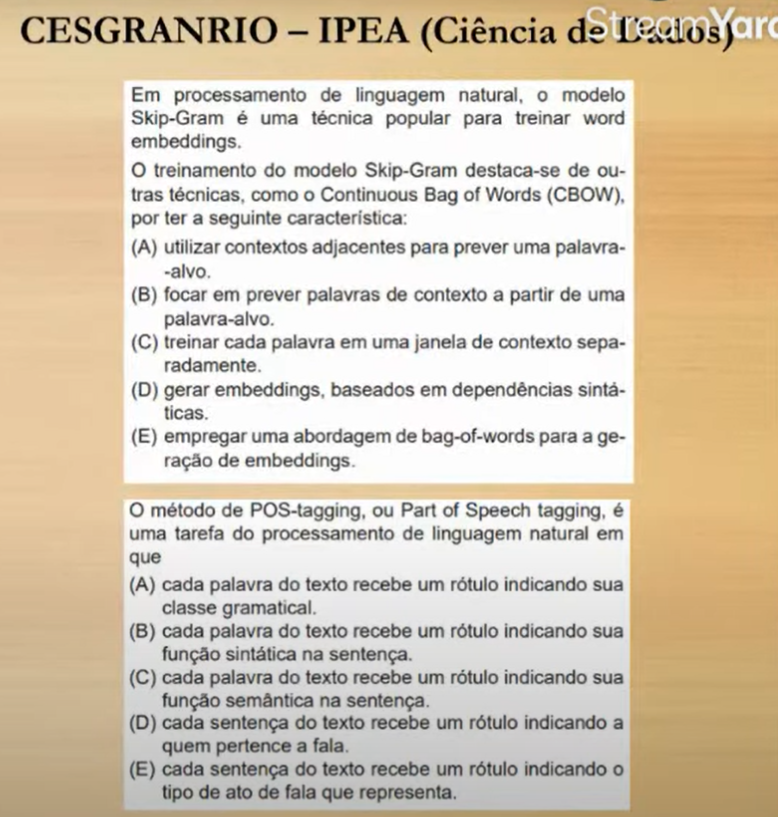 StreamYard
CESGRANRIO – IPEA (Ciência de Dados)
Em processamento de linguagem natural, o modelo
Skip-Gram é uma técnica popular para treinar word
embeddings.
O treinamento do modelo Skip-Gram destaca-se de ou-
tras técnicas, como o Continuous Bag of Words (CBOW),
por ter a seguinte característica:
(A) utilizar contextos adjacentes para prever uma palavra-
-alvo.
(B) focar em prever palavras de contexto a partir de uma
palavra-alvo.
(C) treinar cada palavra em uma janela de contexto sepa-
radamente.
(D) gerar embeddings, baseados em dependências sintá-
ticas.
(E) empregar uma abordagem de bag-of-words para a ge-
ração de embeddings.
O método de POS-tagging, ou Part of Speech tagging, é
uma tarefa do processamento de linguagem natural em
que
(A) cada palavra do texto recebe um rótulo indicando sua
classe gramatical.
(B) cada palavra do texto recebe um rótulo indicando sua
função sintática na sentença.
(C) cada palavra do texto recebe um rótulo indicando sua
função semântica na sentença.
(D) cada sentença do texto recebe um rótulo indicando a
quem pertence a fala.
(E) cada sentença do texto recebe um rótulo indicando o
tipo de ato de fala que representa.